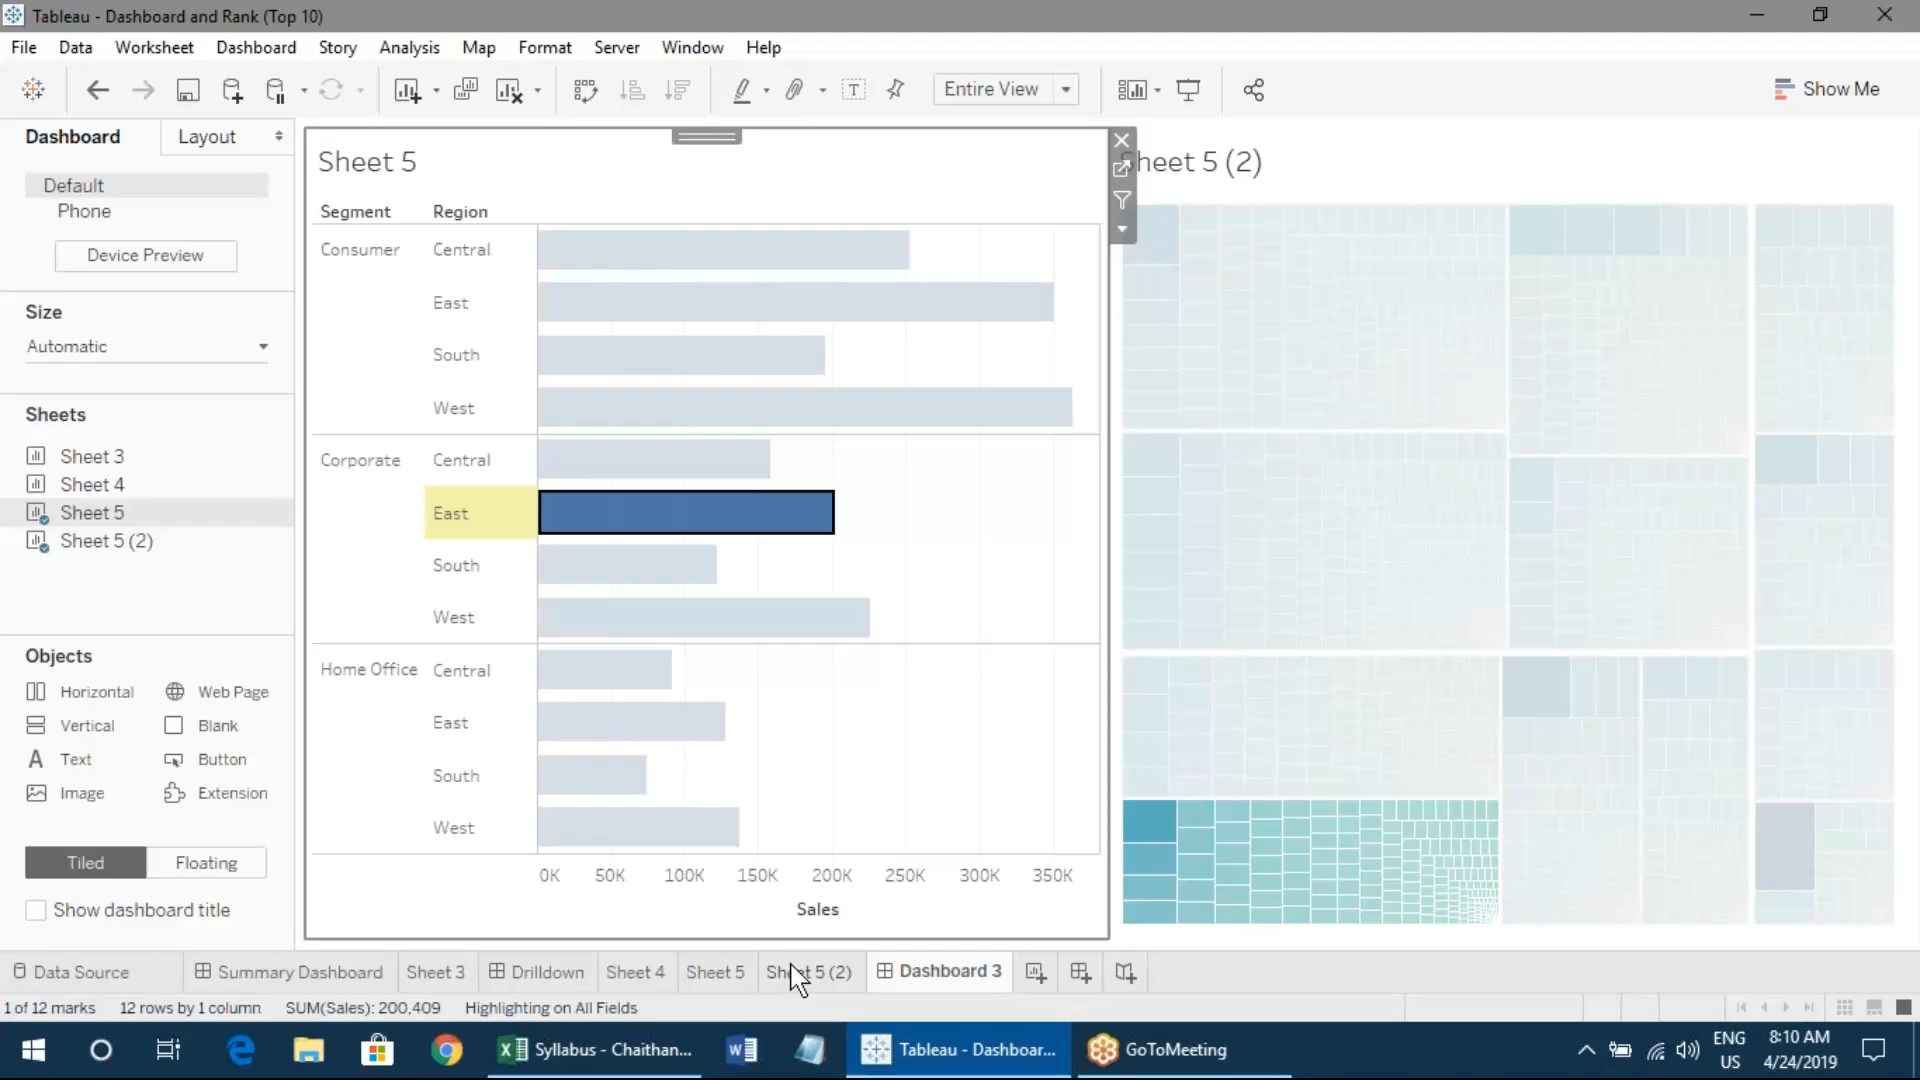 Tableau - Dashboard and Rank (Top 10)
File Data Worksheet Dashboard Story Analysis Map Format Server Window Help
Entire View
Show Me
Dashboard Layout
Default
Phone
Device Preview
Size
Automatic
Sheets
Sheet 3
Sheet 4
Sheet 5
Sheet 5 (2)
Objects
Horizontal Web Page
Vertical Blank
Text Button
Image Extension
Tiled Floating
Show dashboard title
Sheet 5
Segment Region
Consumer Central
East
South
West
Corporate Central
East
South
West
Home Office Central
East
South
West
0K 50K 100K 150K 200K 250K 300K 350K
Sales
Sheet 5 (2)
Data Source Summary Dashboard Sheet 3 Drilldown Sheet 4 Sheet 5 Sheet 5 (2) Dashboard 3
1 of 12 marks 12 rows by 1 column SUM(Sales): 200,409 Highlighting on All Fields
Syllabus - Chaithan... Tableau - Dashboar... GoToMeeting
ENG 8:10 AM
US 4/24/2019